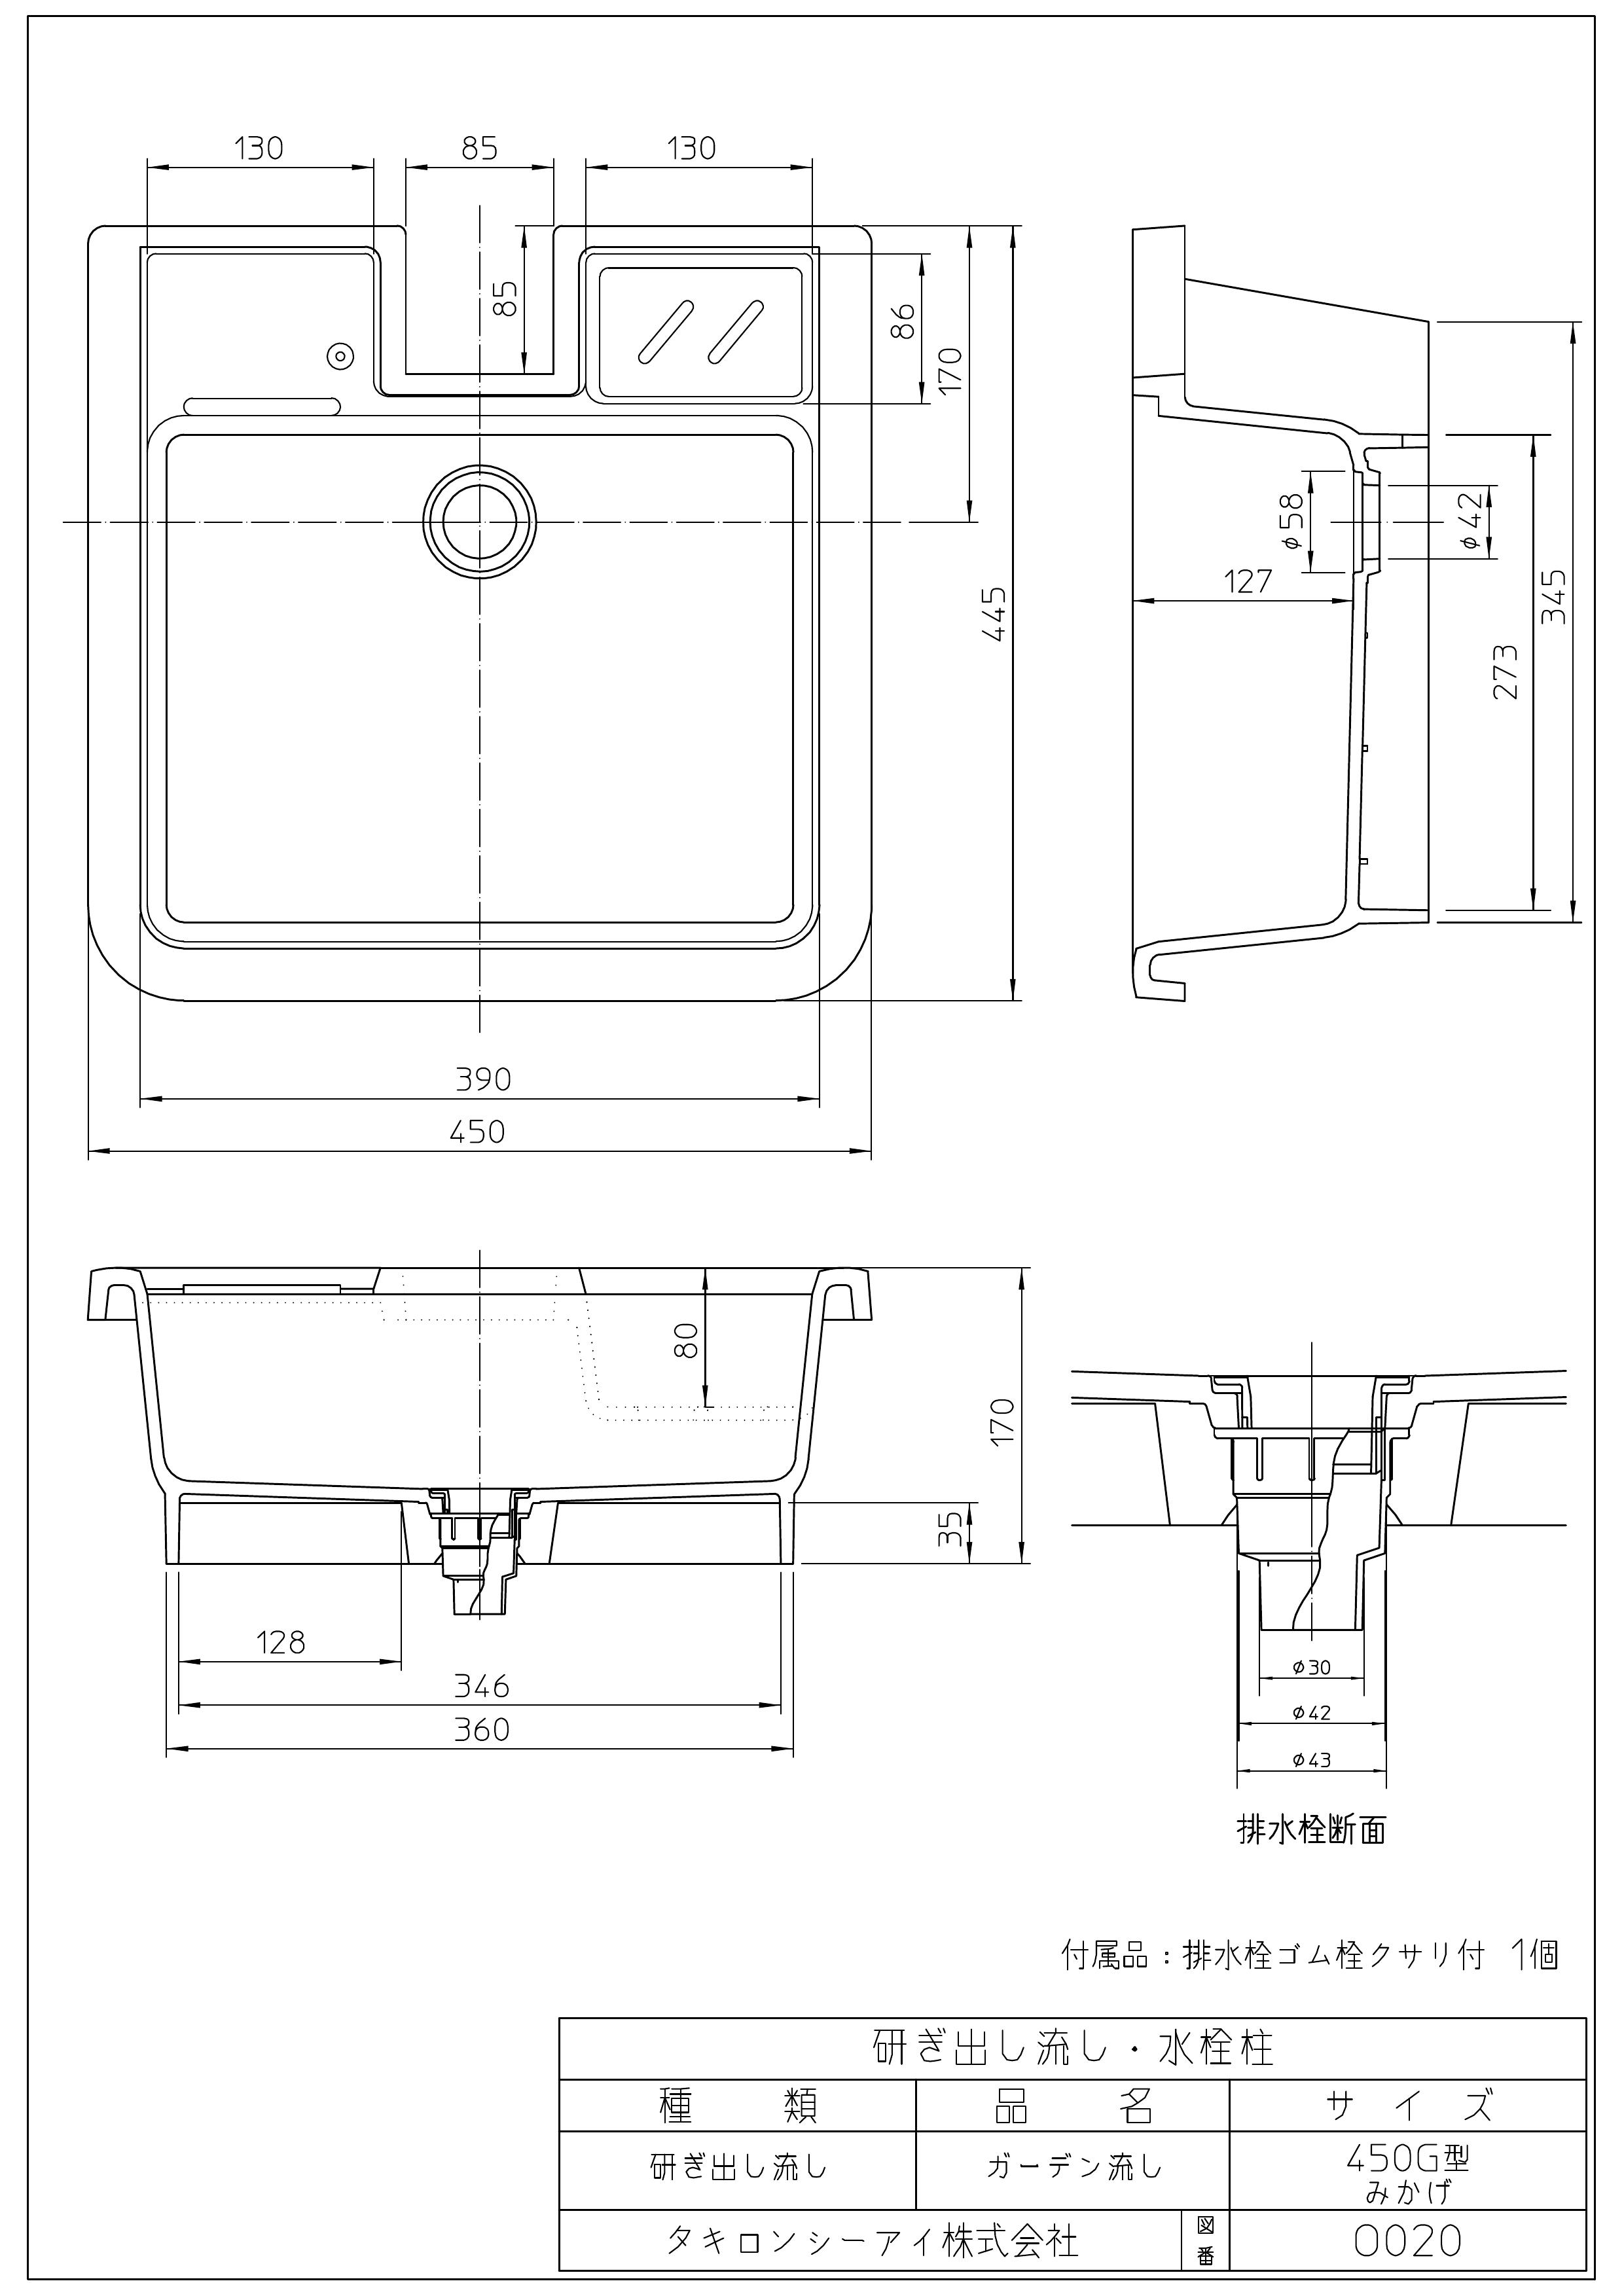 130
85
130
85
86
170
445
390
450
φ58
φ42
127
345
273
80
170
35
128
346
360
φ30
φ42
φ43
排水栓断面
付属品：排水栓ゴム栓クサリ付 1個
研ぎ出し流し・水栓柱
種類 品名 サイズ
研ぎ出し流し ガーデン流し 450G型
みかげ
タキロンシーアイ株式会社 図番 0020